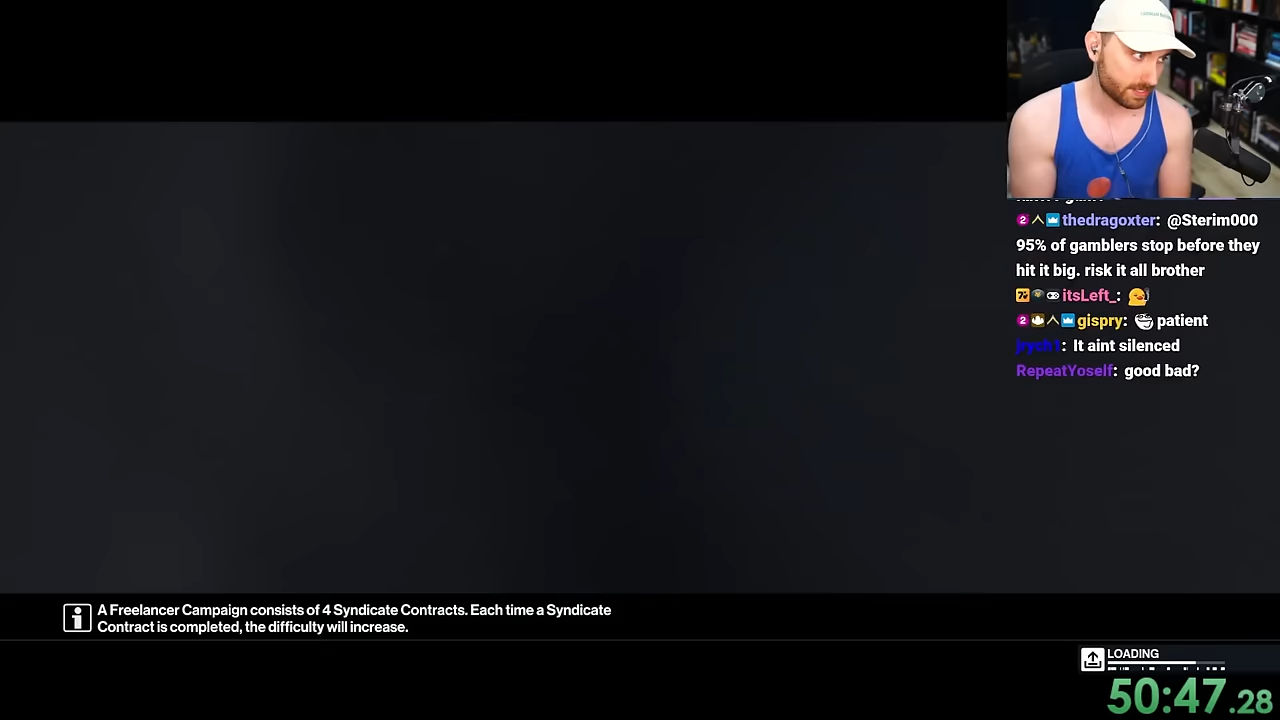 thedragoxter: @Sterim000
95% of gamblers stop before they
hit it big. risk it all brother
itsLeft_:
gispry: patient
jrych1: It aint silenced
RepeatYoself: good bad?
A Freelancer Campaign consists of 4 Syndicate Contracts. Each time a Syndicate
Contract is completed, the difficulty will increase.
LOADING
50:47.28